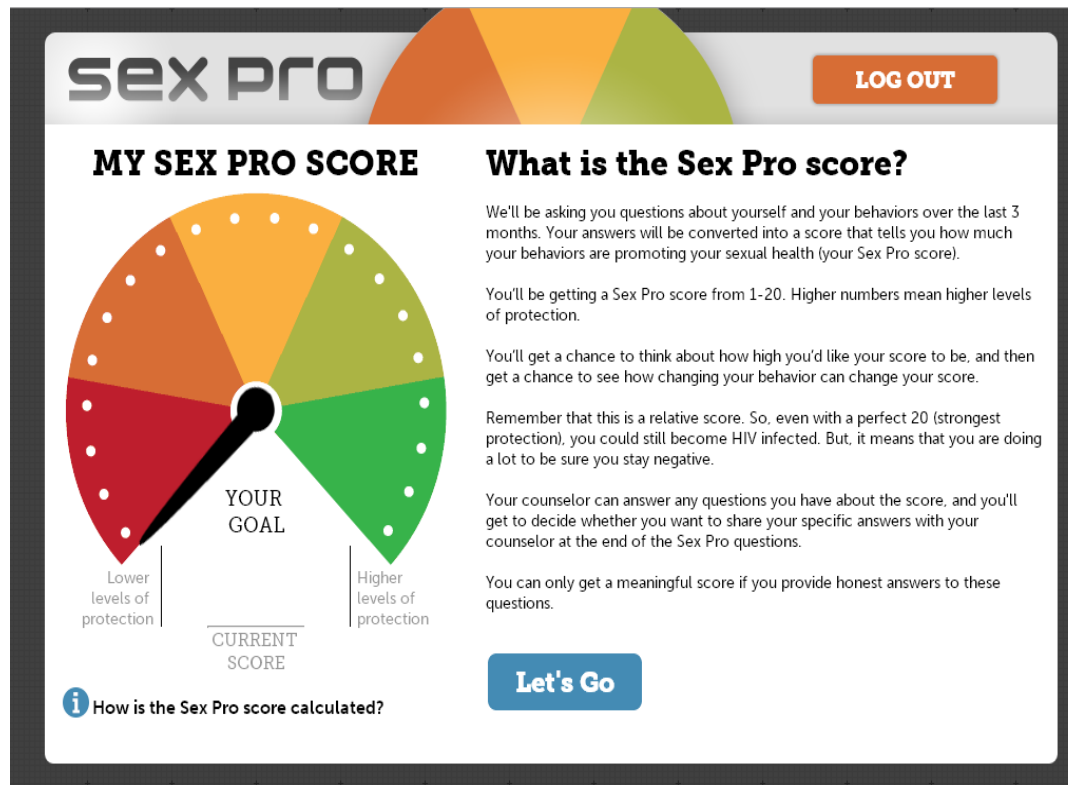 sex pro
LOG OUT
MY SEX PRO SCORE
YOUR
GOAL
Lower
levels of
protection
Higher
levels of
protection
CURRENT
SCORE
i How is the Sex Pro score calculated?
What is the Sex Pro score?
We'll be asking you questions about yourself and your behaviors over the last 3
months. Your answers will be converted into a score that tells you how much
your behaviors are promoting your sexual health (your Sex Pro score).
You'll be getting a Sex Pro score from 1-20. Higher numbers mean higher levels
of protection.
You'll get a chance to think about how high you'd like your score to be, and then
get a chance to see how changing your behavior can change your score.
Remember that this is a relative score. So, even with a perfect 20 (strongest
protection), you could still become HIV infected. But, it means that you are doing
a lot to be sure you stay negative.
Your counselor can answer any questions you have about the score, and you'll
get to decide whether you want to share your specific answers with your
counselor at the end of the Sex Pro questions.
You can only get a meaningful score if you provide honest answers to these
questions.
Let's Go